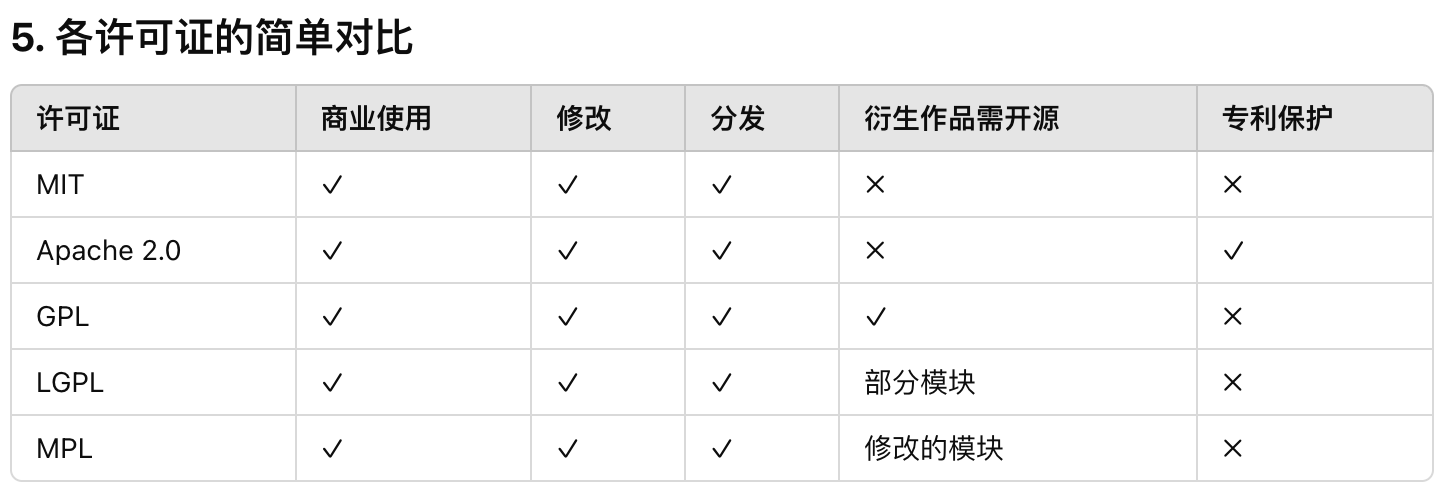 5. 各许可证的简单对比
许可证 商业使用 修改 分发 衍生作品需开源 专利保护
MIT ✓ ✓ ✓ ✕ ✕
Apache 2.0 ✓ ✓ ✓ ✕ ✓
GPL ✓ ✓ ✓ ✓ ✕
LGPL ✓ ✓ ✓ 部分模块 ✕
MPL ✓ ✓ ✓ 修改的模块 ✕